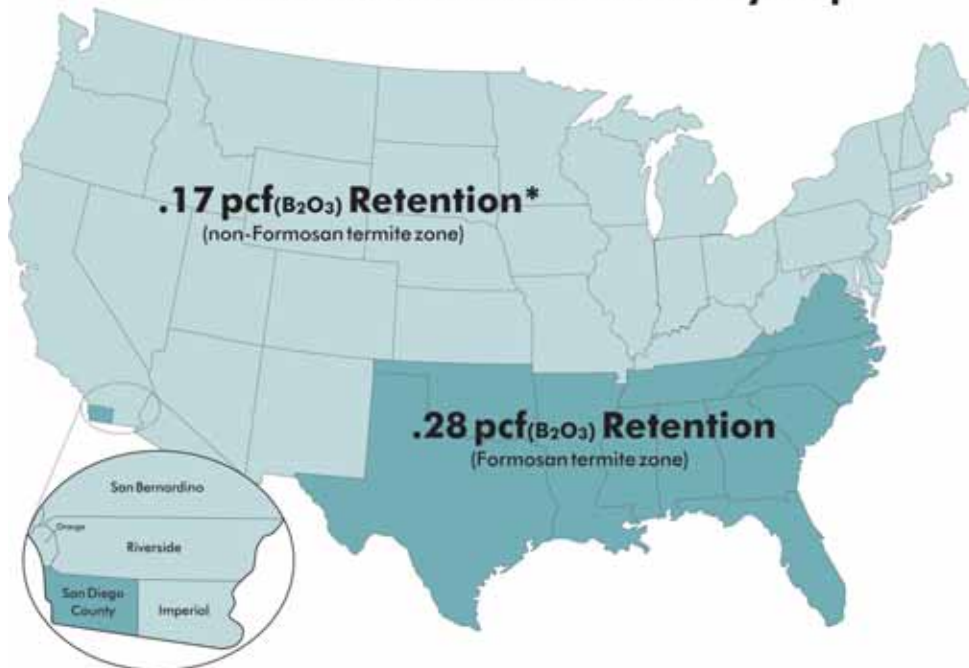 .17 pcf(B₂O₃) Retention*
(non-Formosan termite zone)
.28 pcf(B₂O₃) Retention
(Formosan termite zone)
San Bernardino
Orange
Riverside
San Diego
County
Imperial